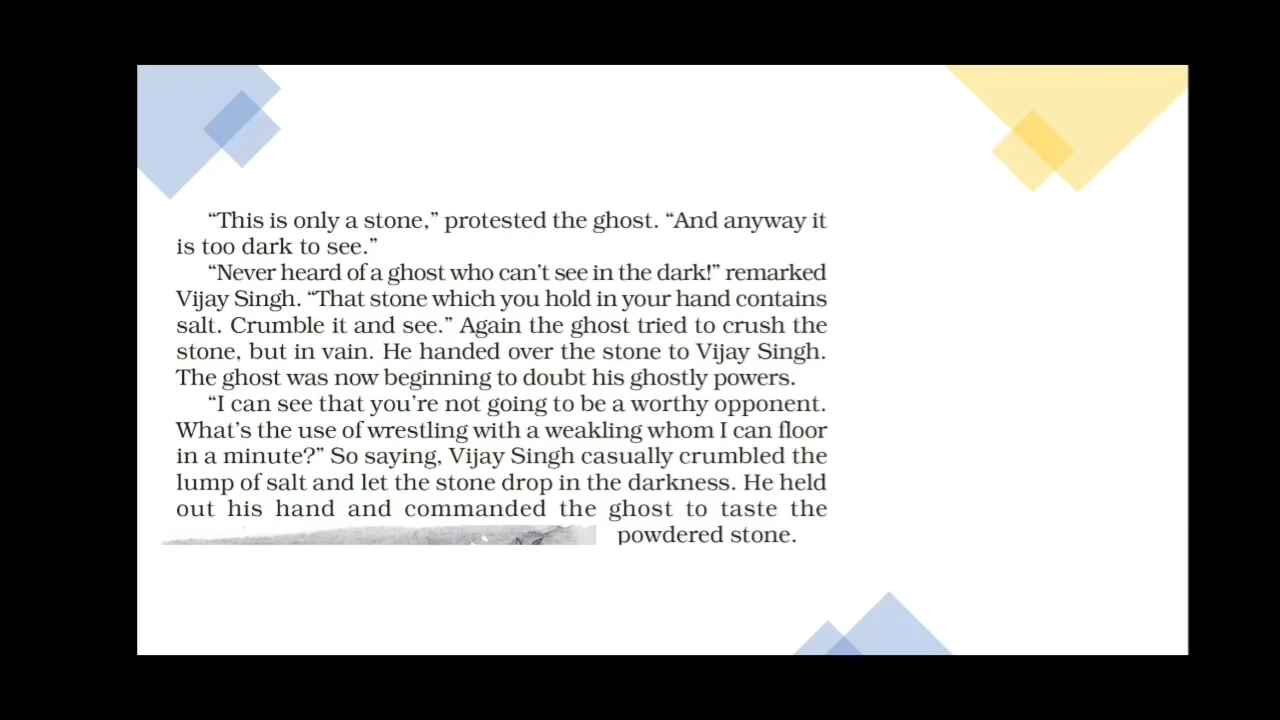 “This is only a stone,” protested the ghost. “And anyway it
is too dark to see.”
“Never heard of a ghost who can’t see in the dark!” remarked
Vijay Singh. “That stone which you hold in your hand contains
salt. Crumble it and see.” Again the ghost tried to crush the
stone, but in vain. He handed over the stone to Vijay Singh.
The ghost was now beginning to doubt his ghostly powers.
“I can see that you’re not going to be a worthy opponent.
What’s the use of wrestling with a weakling whom I can floor
in a minute?” So saying, Vijay Singh casually crumbled the
lump of salt and let the stone drop in the darkness. He held
out his hand and commanded the ghost to taste the
powdered stone.